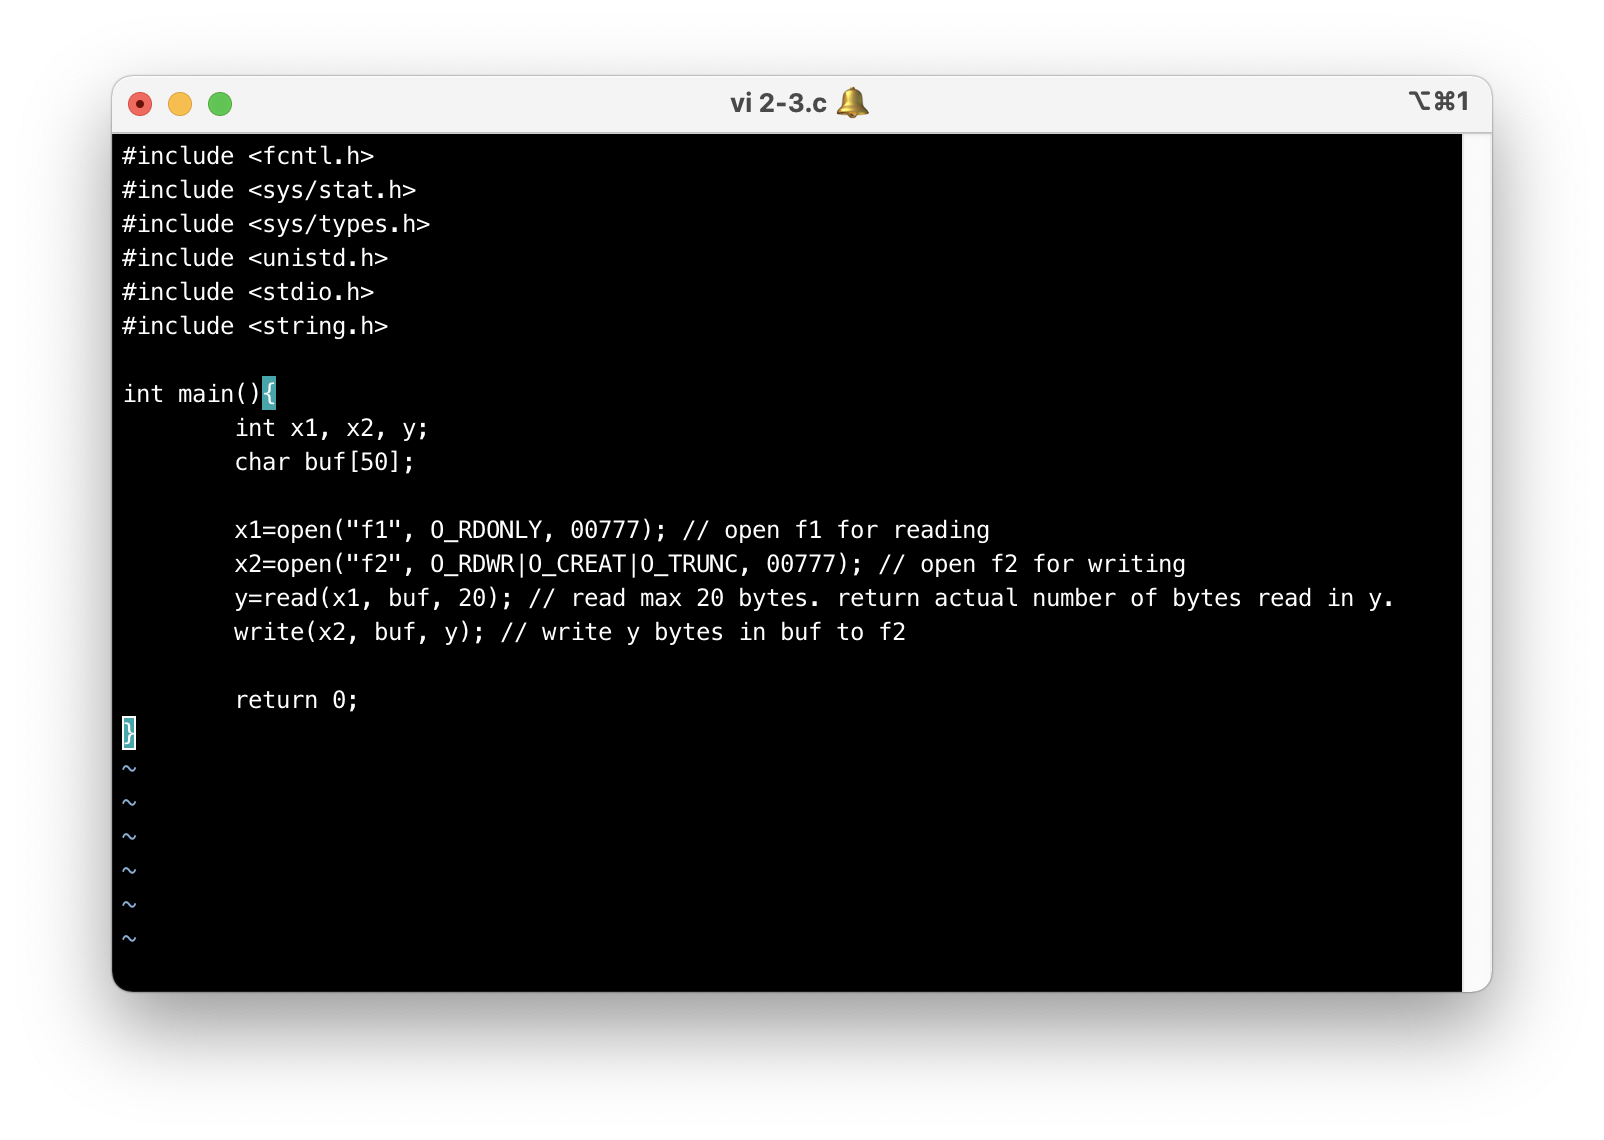 vi 2-3.c 🔔
⌥⌘1
#include <fcntl.h>
#include <sys/stat.h>
#include <sys/types.h>
#include <unistd.h>
#include <stdio.h>
#include <string.h>
int main(){
int x1, x2, y;
char buf[50];
x1=open("f1", O_RDONLY, 00777); // open f1 for reading
x2=open("f2", O_RDWR|O_CREAT|O_TRUNC, 00777); // open f2 for writing
y=read(x1, buf, 20); // read max 20 bytes. return actual number of bytes read in y.
write(x2, buf, y); // write y bytes in buf to f2
return 0;
}
~
~
~
~
~
~